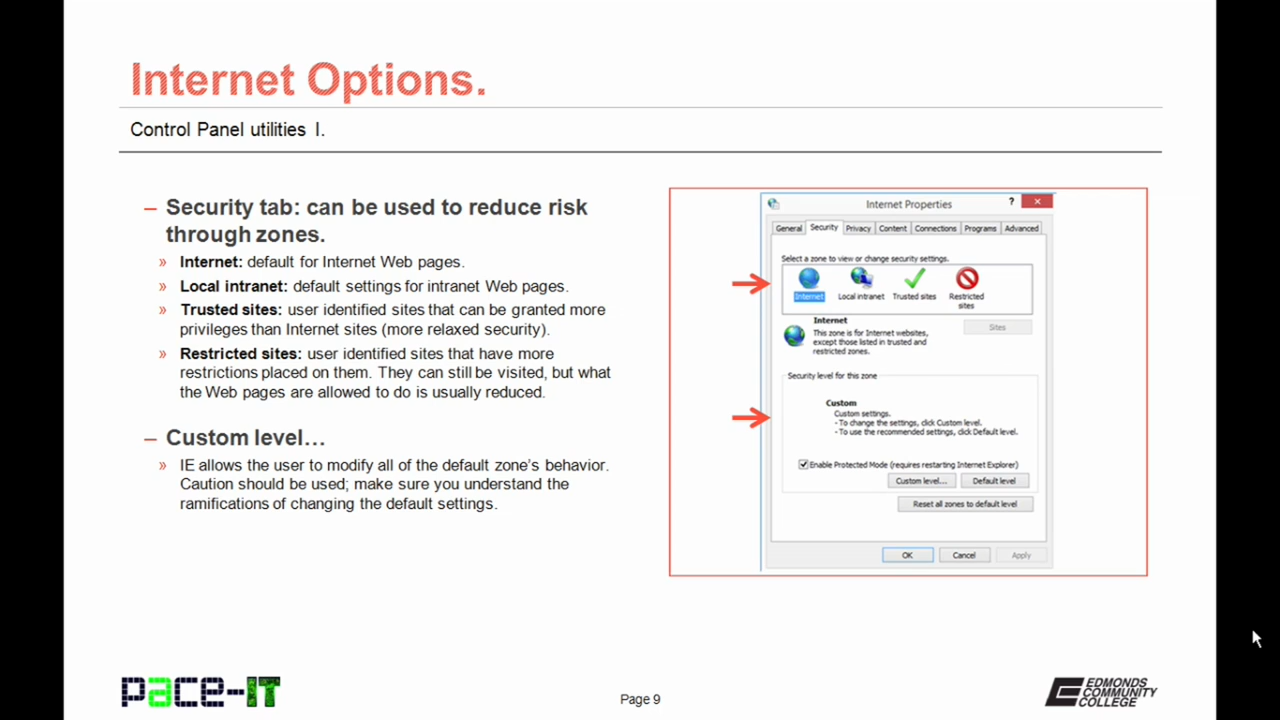 Internet Options.
Control Panel utilities I.
– Security tab: can be used to reduce risk
through zones.
» Internet: default for Internet Web pages.
» Local intranet: default settings for intranet Web pages.
» Trusted sites: user identified sites that can be granted more
privileges than Internet sites (more relaxed security).
» Restricted sites: user identified sites that have more
restrictions placed on them. They can still be visited, but what
the Web pages are allowed to do is usually reduced.
– Custom level…
» IE allows the user to modify all of the default zone's behavior.
Caution should be used; make sure you understand the
ramifications of changing the default settings.
Internet Properties
General Security Privacy Content Connections Programs Advanced
Select a zone to view or change security settings.
Internet Local intranet Trusted sites Restricted
sites
Internet
Sites
This zone is for Internet websites,
except those listed in trusted and
restricted zones.
Security level for this zone
Custom
Custom settings.
- To change the settings, click Custom level.
- To use the recommended settings, click Default level.
Enable Protected Mode (requires restarting Internet Explorer)
Custom level... Default level
Reset all zones to default level
OK Cancel Apply
pace-IT
Page 9
EDMONDS
COMMUNITY
COLLEGE